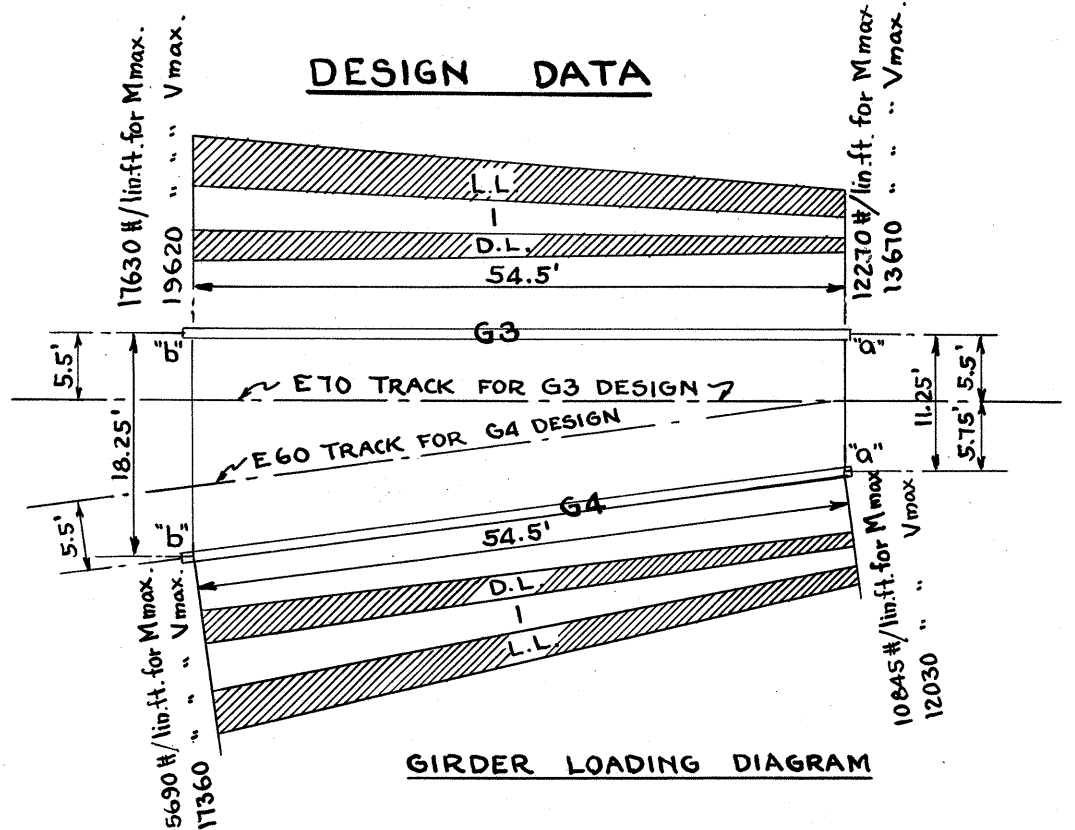 DESIGN DATA
17630 #/lin.ft. for Mmax.
19620 " " " Vmax.
12270 #/lin.ft. for Mmax
13670 " " " Vmax.
L.L
I
D.L.
54.5'
G3
"b"
"a"
5.5'
18.25'
11.25'
5.5'
5.75'
E70 TRACK FOR G3 DESIGN
E60 TRACK FOR G4 DESIGN
"a"
G4
"b"
5.5'
54.5'
D.L.
I
L.L.
5690 #/lin.ft. for Mmax.
17360 " " " Vmax.
10845 #/lin.ft. for Mmax
12030 " " " Vmax
GIRDER LOADING DIAGRAM